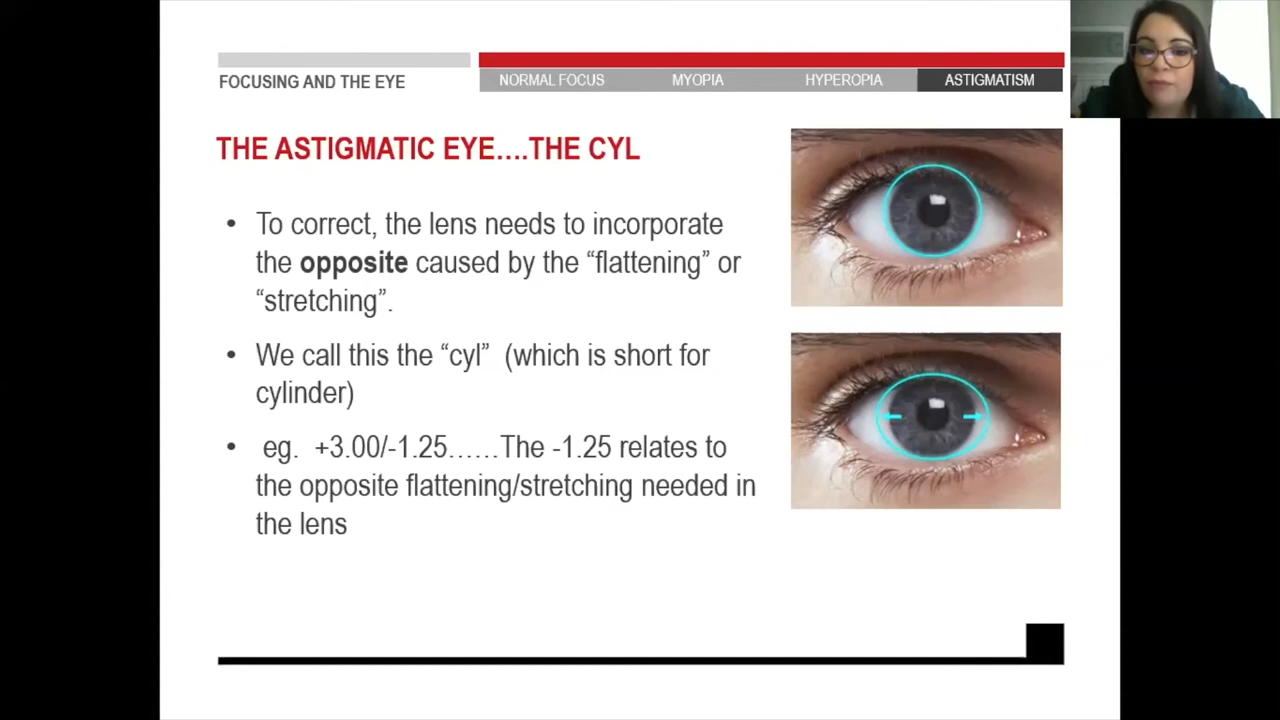 FOCUSING AND THE EYE
NORMAL FOCUS
MYOPIA
HYPEROPIA
ASTIGMATISM
THE ASTIGMATIC EYE....THE CYL
• To correct, the lens needs to incorporate
the opposite caused by the “flattening” or
“stretching”.
• We call this the “cyl” (which is short for
cylinder)
• eg. +3.00/-1.25......The -1.25 relates to
the opposite flattening/stretching needed in
the lens